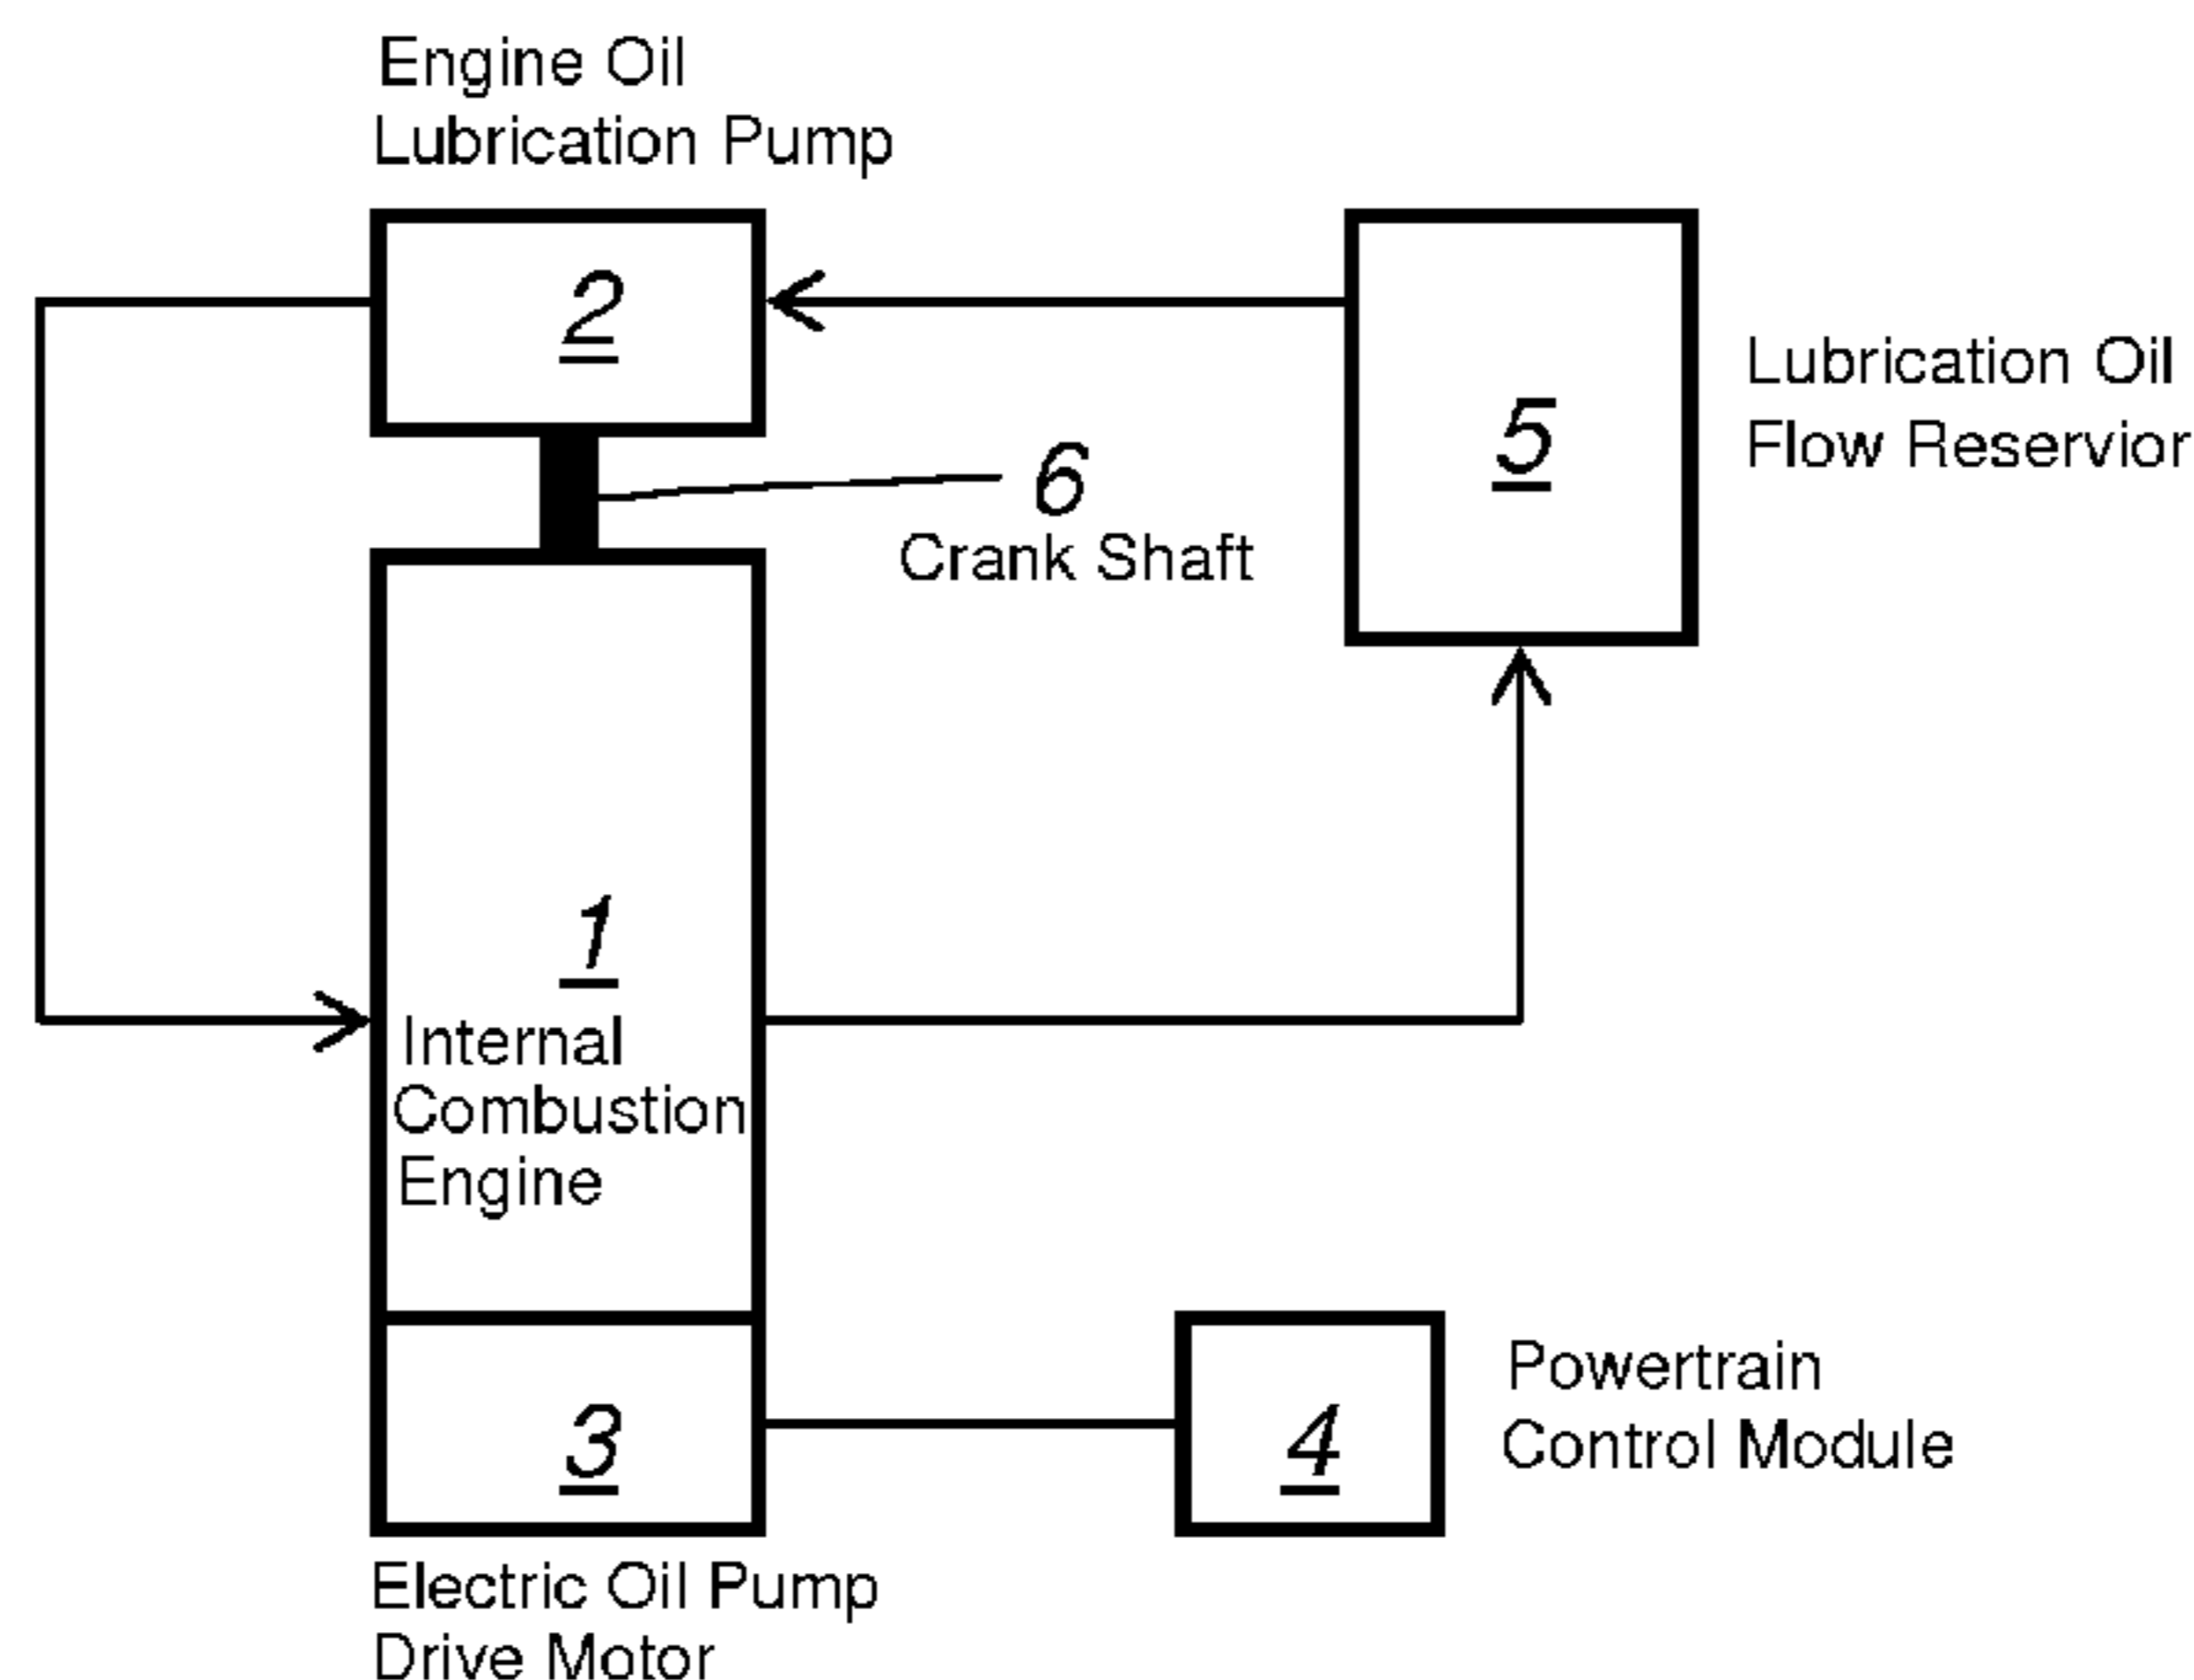 Engine Oil
Lubrication Pump
2
5
Lubrication Oil
Flow Reservior
6
Crank Shaft
1
Internal
Combustion
Engine
3
4
Powertrain
Control Module
Electric Oil Pump
Drive Motor